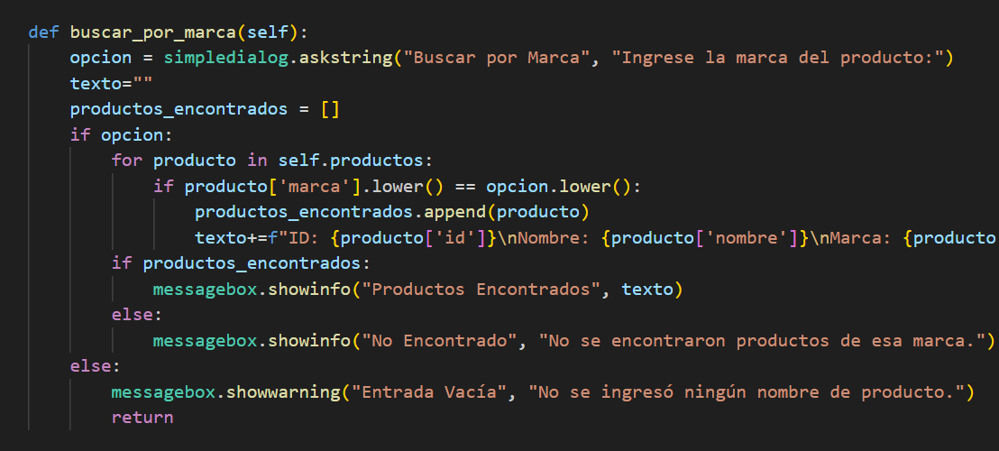 def buscar_por_marca(self):
    opcion = simpledialog.askstring("Buscar por Marca", "Ingrese la marca del producto:")
    texto=""
    productos_encontrados = []
    if opcion:
        for producto in self.productos:
            if producto['marca'].lower() == opcion.lower():
                productos_encontrados.append(producto)
                texto+=f"ID: {producto['id']}\nNombre: {producto['nombre']}\nMarca: {producto
        if productos_encontrados:
            messagebox.showinfo("Productos Encontrados", texto)
        else:
            messagebox.showinfo("No Encontrado", "No se encontraron productos de esa marca.")
    else:
        messagebox.showwarning("Entrada Vacía", "No se ingresó ningún nombre de producto.")
        return